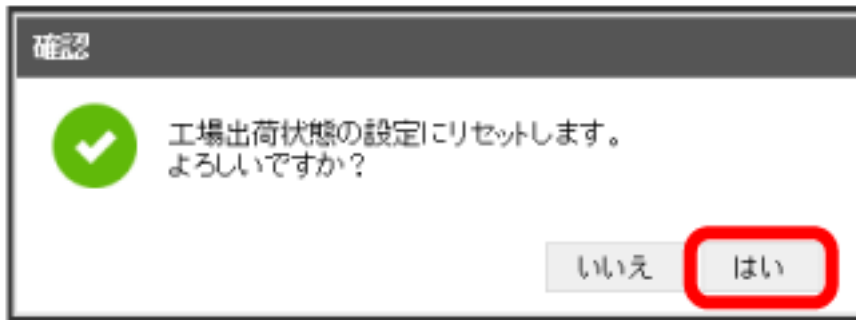 確認
工場出荷状態の設定にリセットします。
よろしいですか？
いいえ
はい